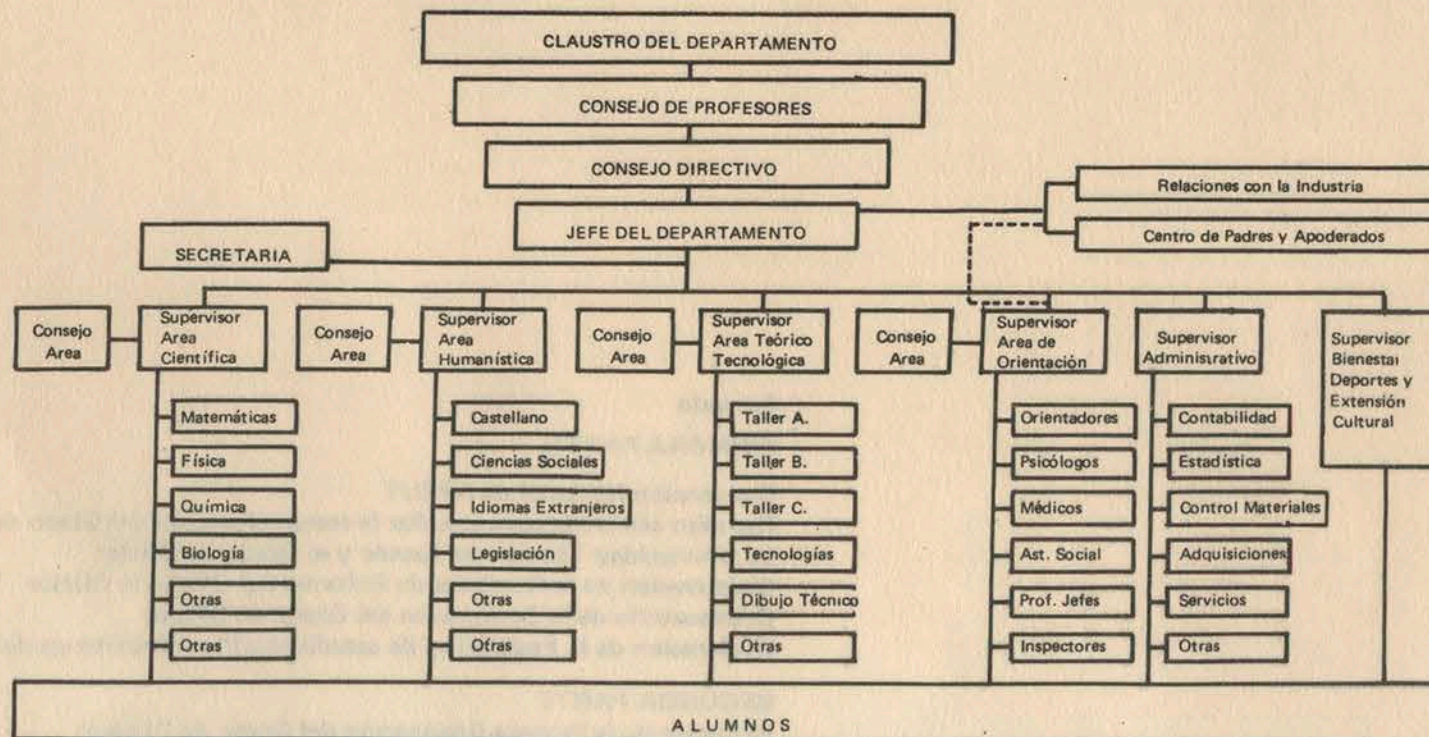 CLAUSTRO DEL DEPARTAMENTO
CONSEJO DE PROFESORES
CONSEJO DIRECTIVO
JEFE DEL DEPARTAMENTO
Relaciones con la Industria
Centro de Padres y Apoderados
SECRETARIA
Consejo
Area
Supervisor
Area
Científica
Consejo
Area
Supervisor
Area
Humanística
Consejo
Area
Supervisor
Area Teórico
Tecnológica
Consejo
Area
Supervisor
Area de
Orientación
Supervisor
Administrativo
Supervisor
Bienestar
Deportes y
Extensión
Cultural
Matemáticas
Física
Química
Biología
Otras
Otras
Castellano
Ciencias Sociales
Idiomas Extranjeros
Legislación
Otras
Otras
Taller A.
Taller B.
Taller C.
Tecnologías
Dibujo Técnico
Otras
Orientadores
Psicólogos
Médicos
Ast. Social
Prof. Jefes
Inspectores
Contabilidad
Estadística
Control Materiales
Adquisiciones
Servicios
Otras
ALUMNOS